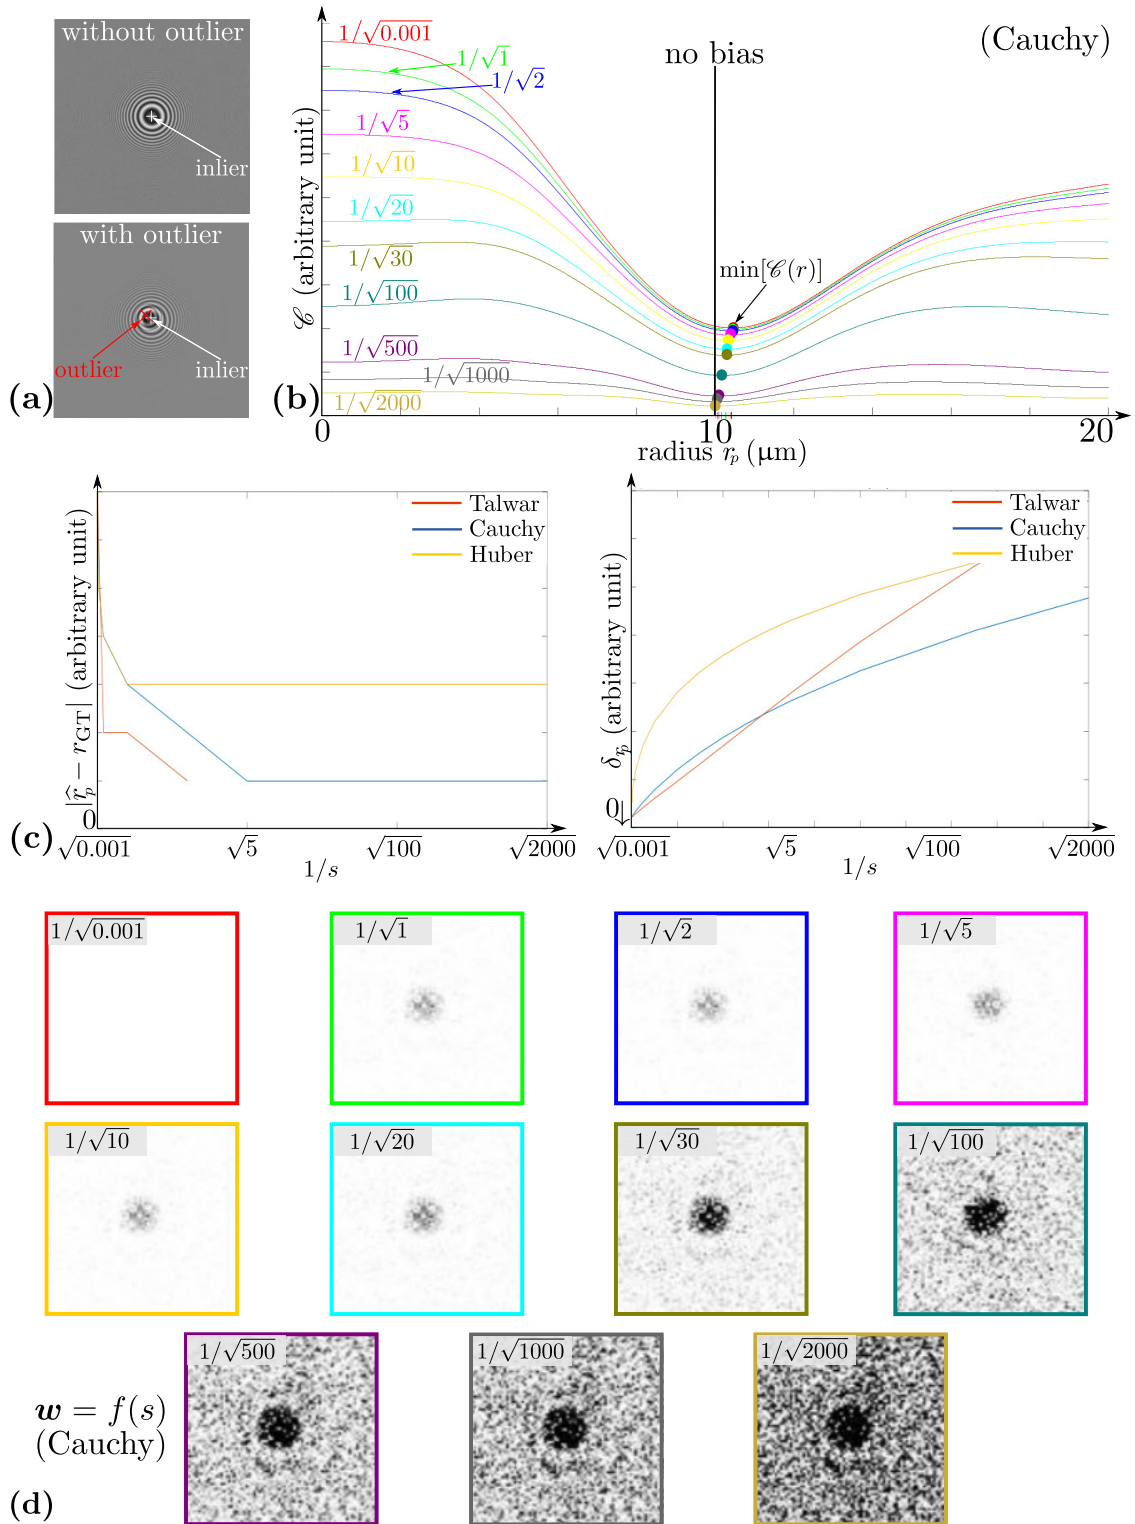 without outlier
inlier
with outlier
outlier
inlier
(a)
(Cauchy)
no bias
1/√0.001
1/√1
1/√2
1/√5
1/√10
1/√20
1/√30
1/√100
1/√500
1/√1000
1/√2000
min[𝒞(r)]
𝒞 (arbitrary unit)
0
10
20
radius r_p (µm)
(b)
Talwar
Cauchy
Huber
|r̂_p − r_GT| (arbitrary unit)
0
√0.001
√5
√100
√2000
1/s
(c)
Talwar
Cauchy
Huber
δ_{r_p} (arbitrary unit)
0
√0.001
√5
√100
√2000
1/s
1/√0.001
1/√1
1/√2
1/√5
1/√10
1/√20
1/√30
1/√100
1/√500
1/√1000
1/√2000
w = f(s)
(Cauchy)
(d)